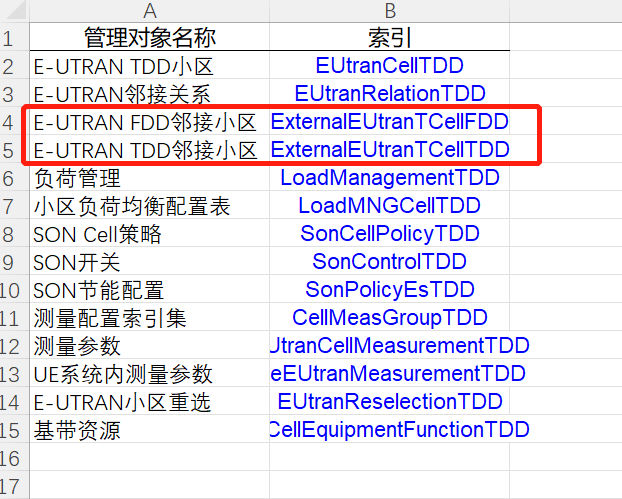 A B
1 管理对象名称 索引
2 E-UTRAN TDD小区 EUtranCellTDD
3 E-UTRAN邻接关系 EUtranRelationTDD
4 E-UTRAN FDD邻接小区 ExternalEUtranTCellFDD
5 E-UTRAN TDD邻接小区 ExternalEUtranTCellTDD
6 负荷管理 LoadManagementTDD
7 小区负荷均衡配置表 LoadMNGCellTDD
8 SON Cell策略 SonCellPolicyTDD
9 SON开关 SonControlTDD
10 SON节能配置 SonPolicyEsTDD
11 测量配置索引集 CellMeasGroupTDD
12 测量参数 UtranCellMeasurementTDD
13 UE系统内测量参数 eEUtranMeasurementTDD
14 E-UTRAN小区重选 EUtranReselectionTDD
15 基带资源 CellEquipmentFunctionTDD
16
17